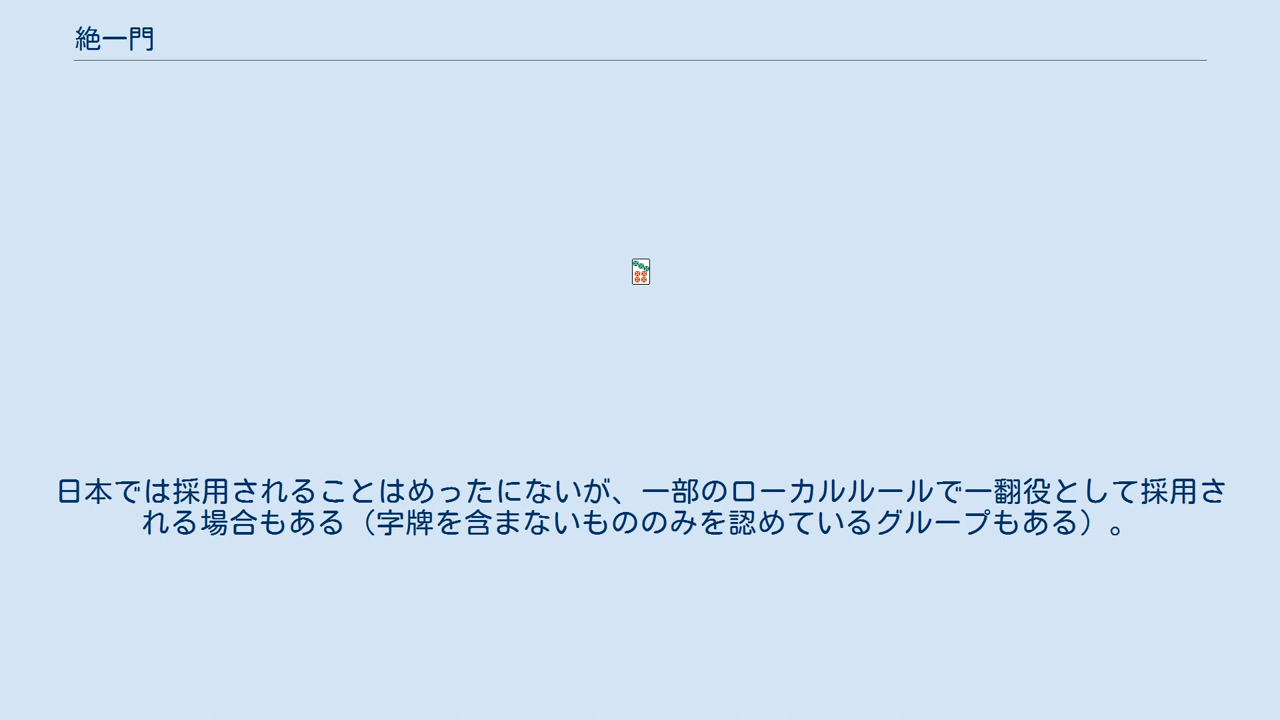 絶一門
日本では採用されることはめったにないが、一部のローカルルールで一翻役として採用さ
れる場合もある（字牌を含まないもののみを認めているグループもある）。